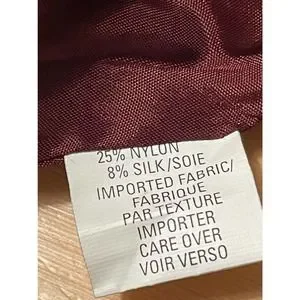 25% NYLON
8% SILK/SOIE
IMPORTED FABRIC/
FABRIQUE
PAR TEXTURE
IMPORTER
CARE OVER
VOIR VERSO